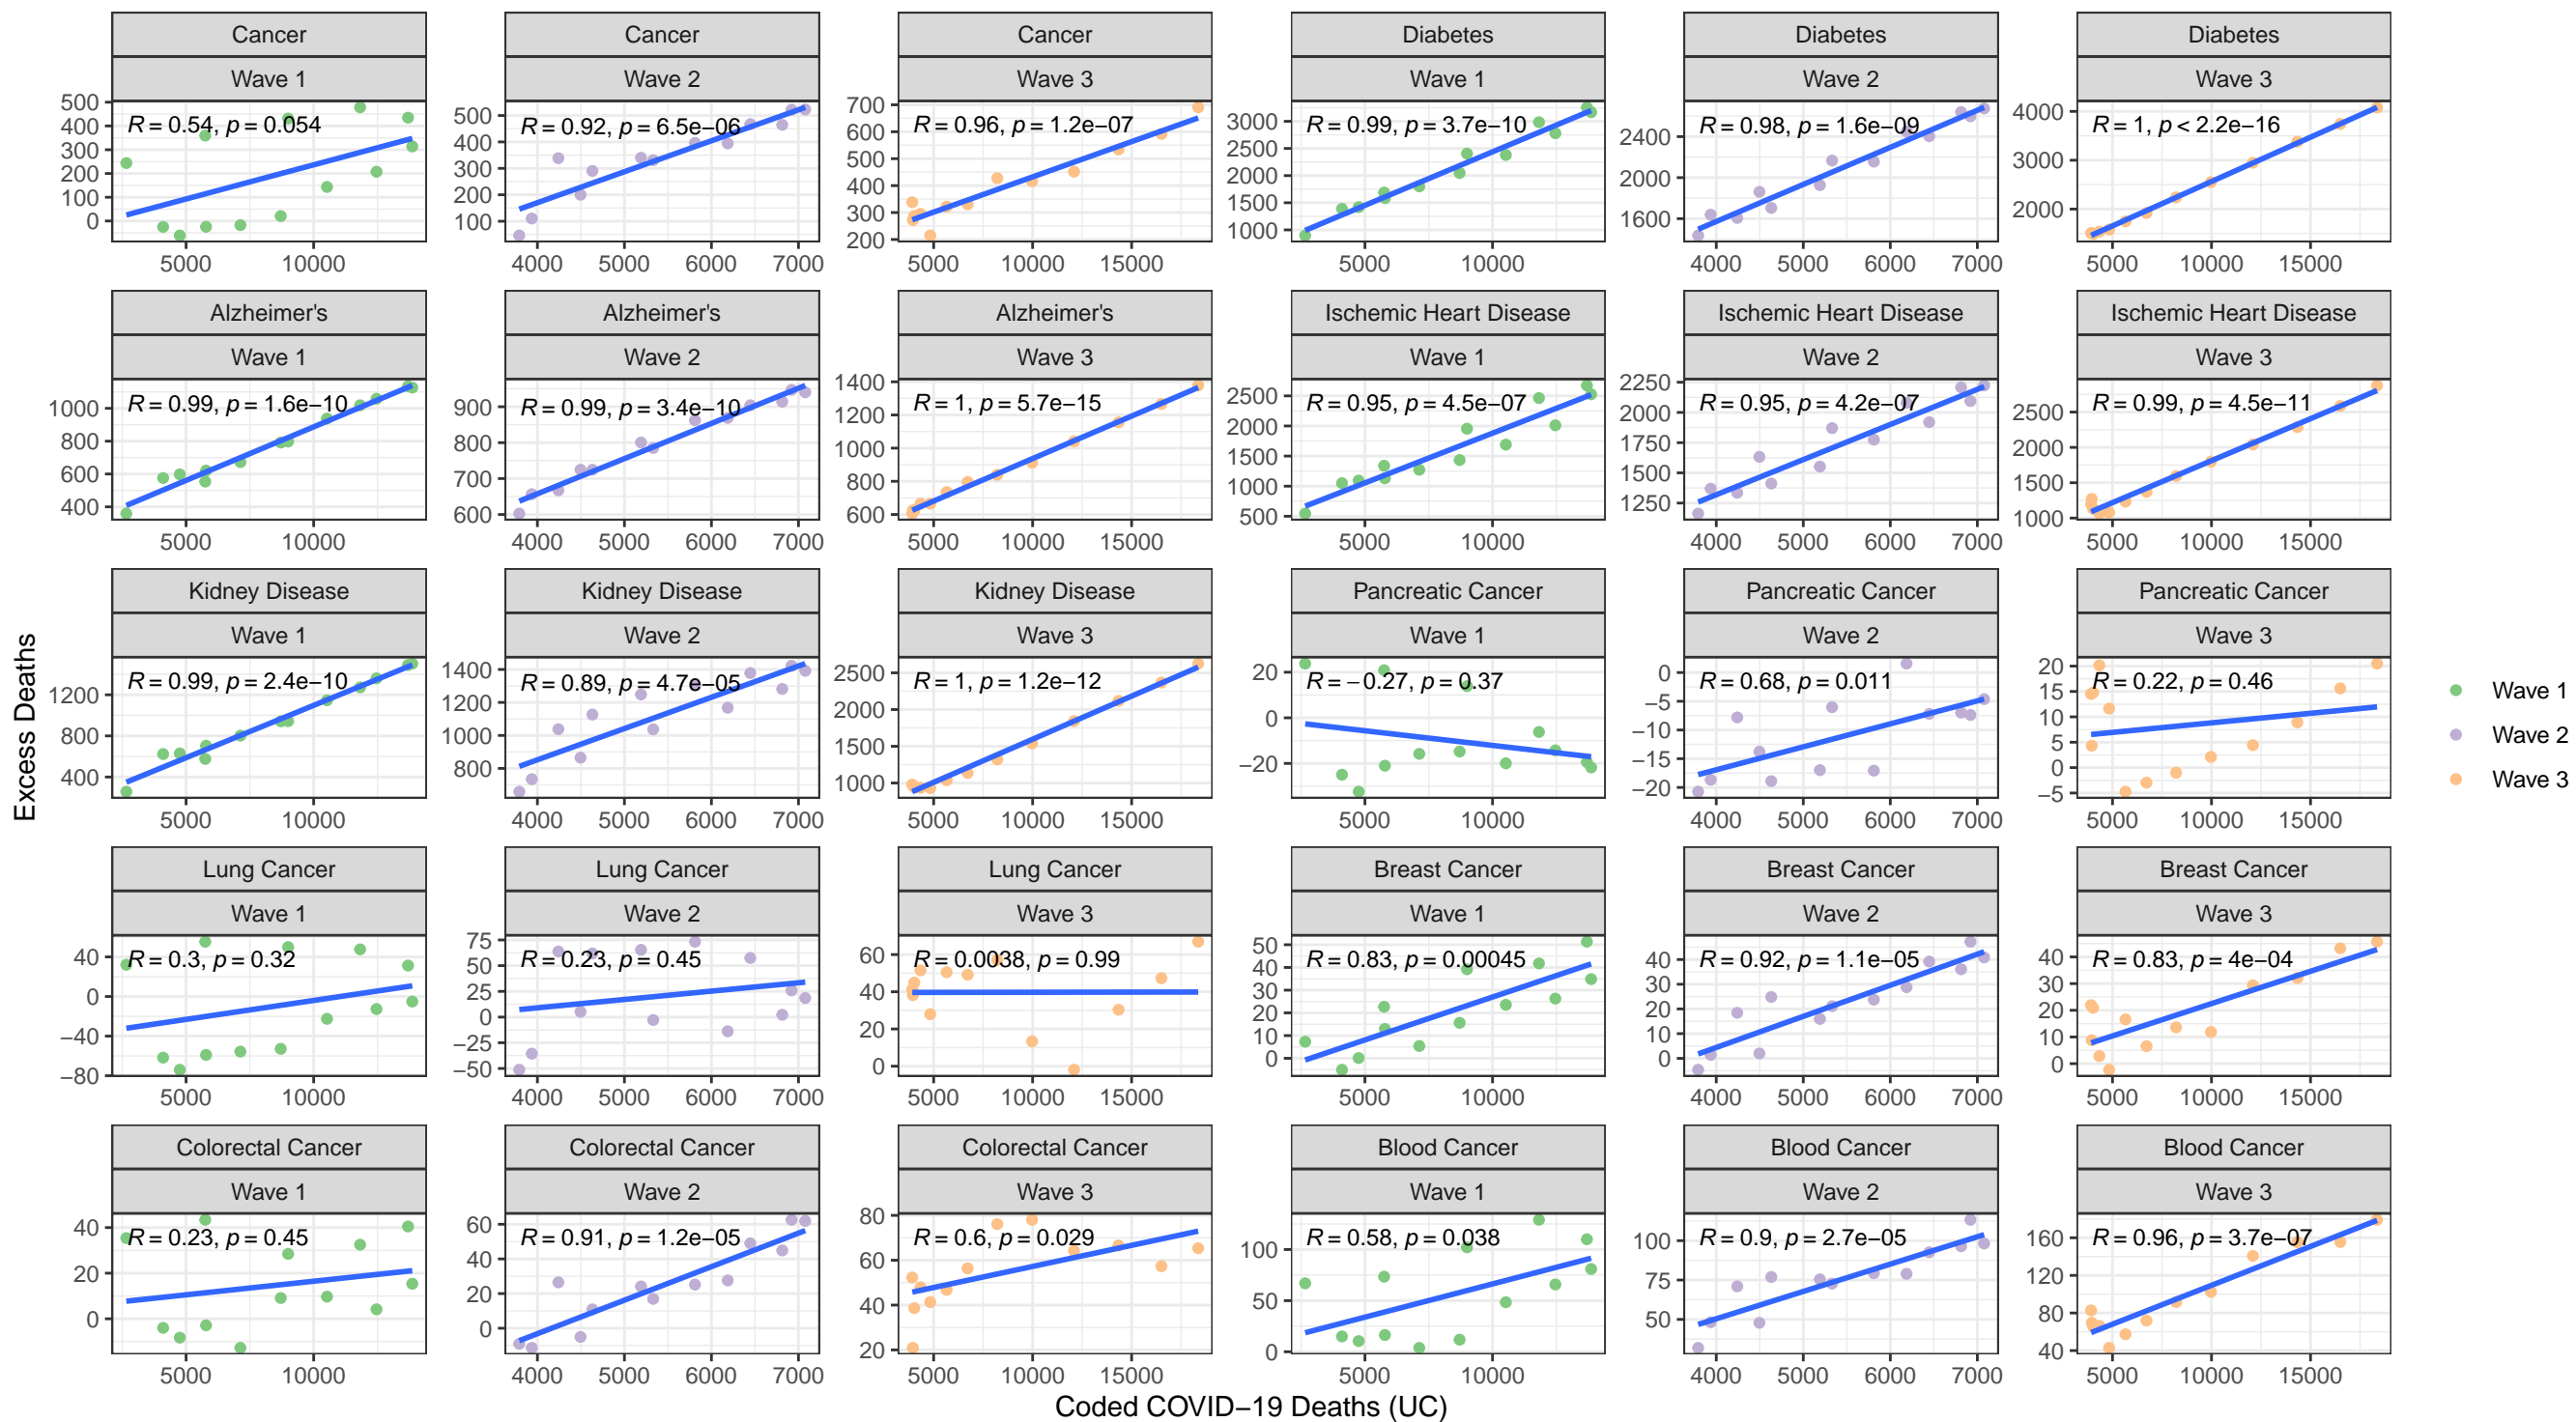 Cancer Cancer Cancer Diabetes Diabetes Diabetes
Wave 1 Wave 2 Wave 3 Wave 1 Wave 2 Wave 3
R = 0.54, p = 0.054 R = 0.92, p = 6.5e−06 R = 0.96, p = 1.2e−07 R = 0.99, p = 3.7e−10 R = 0.98, p = 1.6e−09 R = 1, p < 2.2e−16
500 400 300 200 100 0
500 400 300 200 100
700 600 500 400 300 200
3000 2500 2000 1500 1000
2400 2000 1600
4000 3000 2000
5000 10000 4000 5000 6000 7000 5000 10000 15000 5000 10000 4000 5000 6000 7000 5000 10000 15000
Alzheimer's Alzheimer's Alzheimer's Ischemic Heart Disease Ischemic Heart Disease Ischemic Heart Disease
Wave 1 Wave 2 Wave 3 Wave 1 Wave 2 Wave 3
R = 0.99, p = 1.6e−10 R = 0.99, p = 3.4e−10 R = 1, p = 5.7e−15 R = 0.95, p = 4.5e−07 R = 0.95, p = 4.2e−07 R = 0.99, p = 4.5e−11
1000 800 600 400
900 800 700 600
1400 1200 1000 800 600
2500 2000 1500 1000 500
2250 2000 1750 1500 1250
2500 2000 1500 1000
5000 10000 4000 5000 6000 7000 5000 10000 15000 5000 10000 4000 5000 6000 7000 5000 10000 15000
Kidney Disease Kidney Disease Kidney Disease Pancreatic Cancer Pancreatic Cancer Pancreatic Cancer
Wave 1 Wave 2 Wave 3 Wave 1 Wave 2 Wave 3
R = 0.99, p = 2.4e−10 R = 0.89, p = 4.7e−05 R = 1, p = 1.2e−12 R = −0.27, p = 0.37 R = 0.68, p = 0.011 R = 0.22, p = 0.46
1200 800 400
1400 1200 1000 800
2500 2000 1500 1000
20 0 −20
0 −5 −10 −15 −20
20 15 10 5 0 −5
5000 10000 4000 5000 6000 7000 5000 10000 15000 5000 10000 4000 5000 6000 7000 5000 10000 15000
Lung Cancer Lung Cancer Lung Cancer Breast Cancer Breast Cancer Breast Cancer
Wave 1 Wave 2 Wave 3 Wave 1 Wave 2 Wave 3
R = 0.3, p = 0.32 R = 0.23, p = 0.45 R = 0.0038, p = 0.99 R = 0.83, p = 0.00045 R = 0.92, p = 1.1e−05 R = 0.83, p = 4e−04
40 0 −40 −80
75 50 25 0 −25 −50
60 40 20 0
50 40 30 20 10 0
40 30 20 10 0
40 30 20 10 0
5000 10000 4000 5000 6000 7000 5000 10000 15000 5000 10000 4000 5000 6000 7000 5000 10000 15000
Colorectal Cancer Colorectal Cancer Colorectal Cancer Blood Cancer Blood Cancer Blood Cancer
Wave 1 Wave 2 Wave 3 Wave 1 Wave 2 Wave 3
R = 0.23, p = 0.45 R = 0.91, p = 1.2e−05 R = 0.6, p = 0.029 R = 0.58, p = 0.038 R = 0.9, p = 2.7e−05 R = 0.96, p = 3.7e−07
40 20 0
60 40 20 0
80 60 40 20
100 50 0
100 75 50
160 120 80 40
5000 10000 4000 5000 6000 7000 5000 10000 15000 5000 10000 4000 5000 6000 7000 5000 10000 15000
Excess Deaths
Coded COVID−19 Deaths (UC)
Wave 1
Wave 2
Wave 3